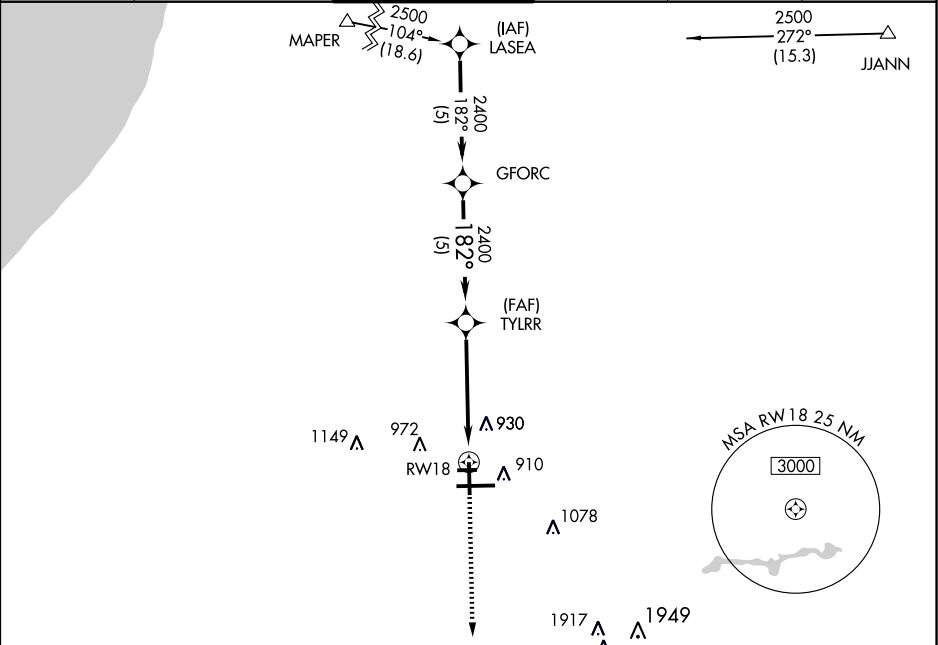 2500
104°
(18.6)
MAPER
(IAF)
LASEA
2500
272°
(15.3)
JJANN
2400
182°
(5)
GFORC
2400
182°
(5)
(FAF)
TYLRR
930
1149
972
RW18
910
1078
MSA RW18 25 NM
3000
1917
1949